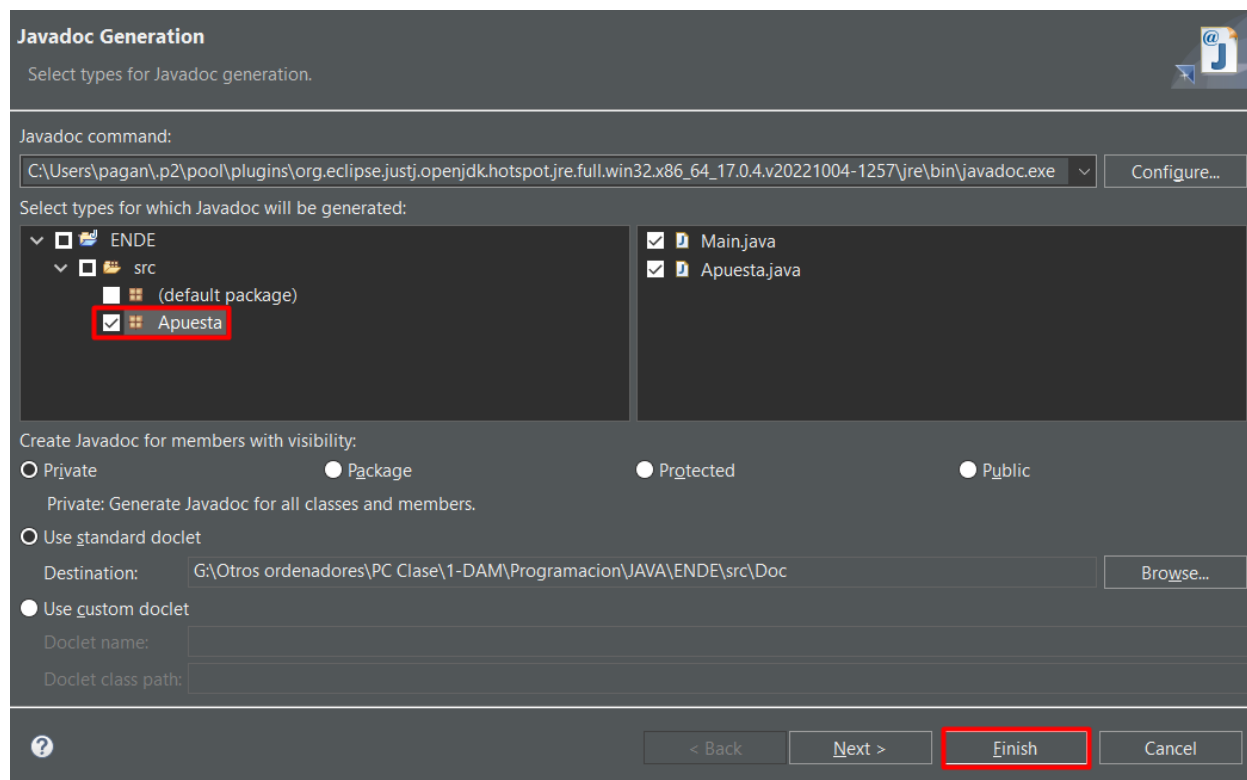 Javadoc Generation
Select types for Javadoc generation.
Javadoc command:
C:\Users\pagan\.p2\pool\plugins\org.eclipse.justj.openjdk.hotspot.jre.full.win32.x86_64_17.0.4.v20221004-1257\jre\bin\javadoc.exe Configure...
Select types for which Javadoc will be generated:
ENDE Main.java
src Apuesta.java
(default package)
Apuesta
Create Javadoc for members with visibility:
Private Package Protected Public
Private: Generate Javadoc for all classes and members.
Use standard doclet
Destination: G:\Otros ordenadores\PC Clase\1-DAM\Programacion\JAVA\ENDE\src\Doc Browse...
Use custom doclet
Doclet name:
Doclet class path:
? < Back Next > Finish Cancel